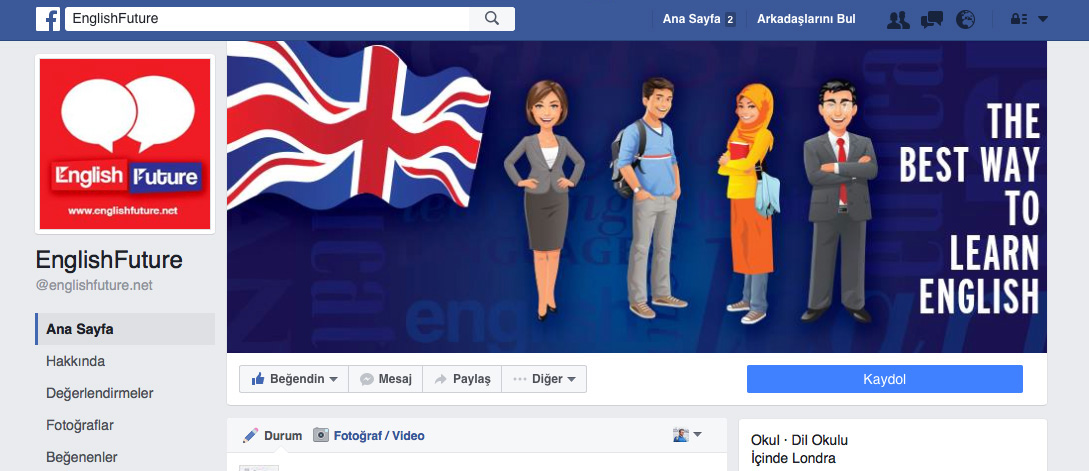 EnglishFuture
Ana Sayfa 2
Arkadaşlarını Bul
English Future
www.englishfuture.net
THE
BEST WAY
TO
LEARN
ENGLISH
EnglishFuture
@englishfuture.net
Ana Sayfa
Hakkında
Değerlendirmeler
Fotoğraflar
Beğenenler
Beğendin
Mesaj
Paylaş
Diğer
Kaydol
Durum
Fotoğraf / Video
Okul · Dil Okulu
İçinde Londra